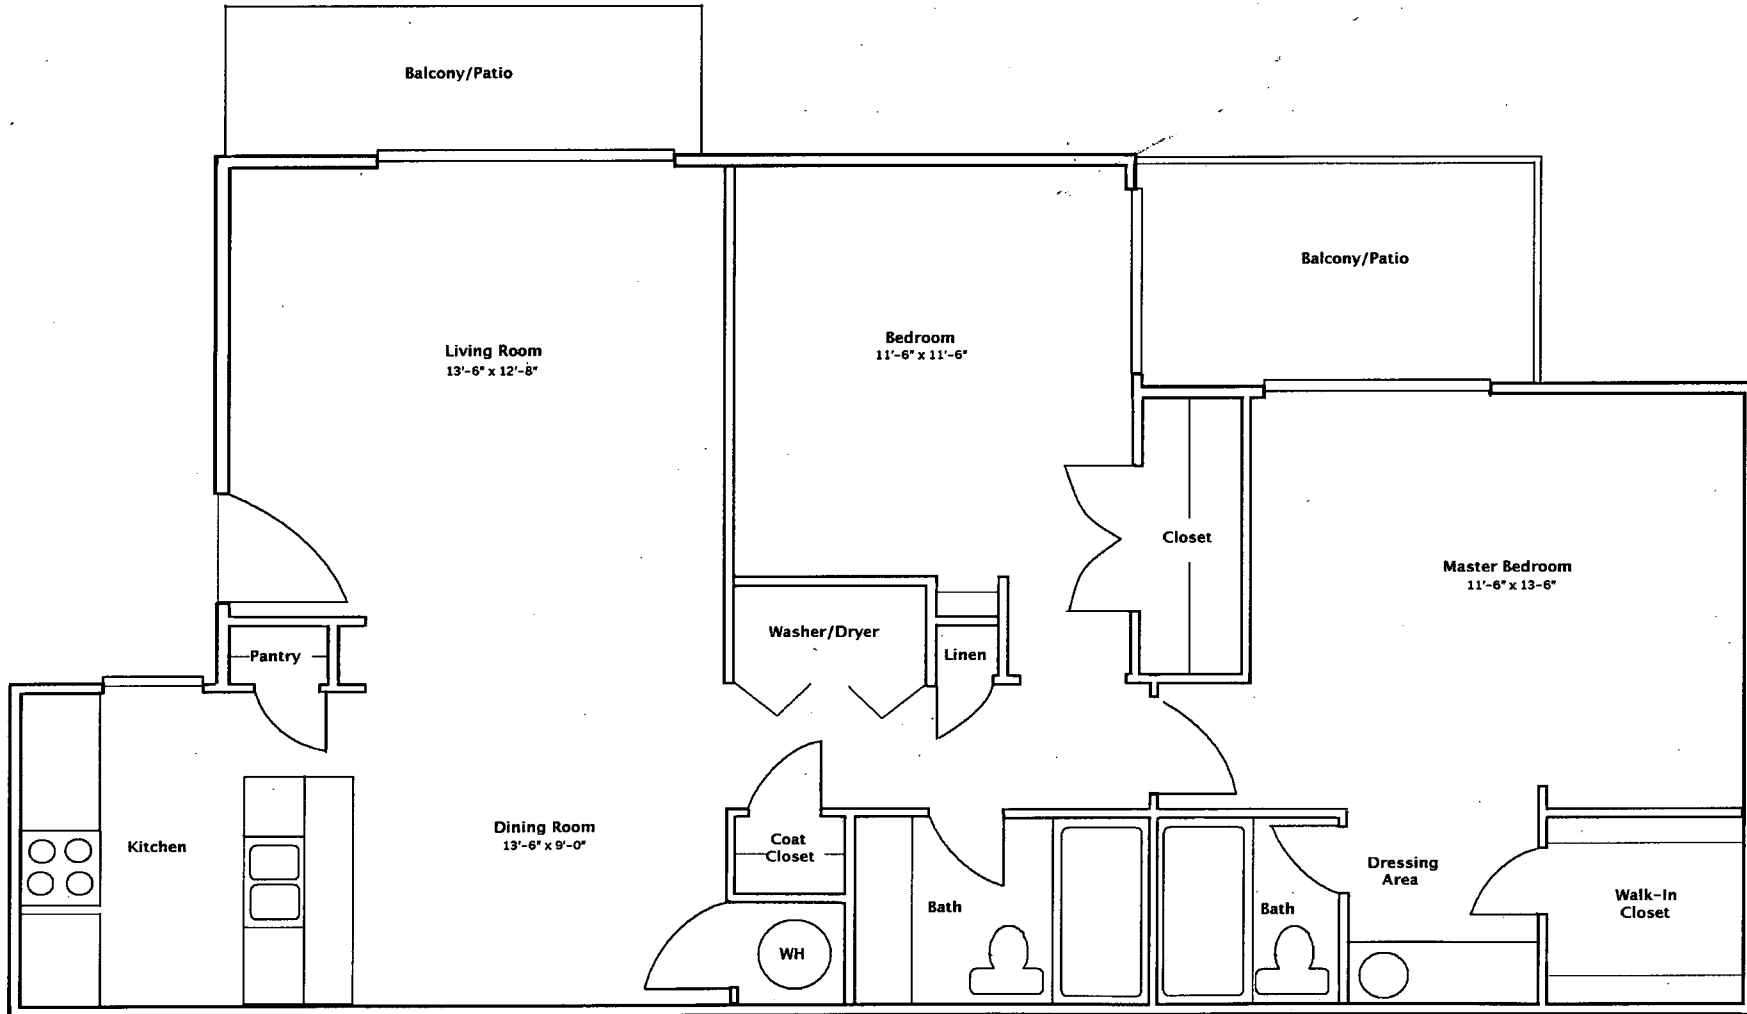 Balcony/Patio
Balcony/Patio
Living Room
13'-6" x 12'-8"
Bedroom
11'-6" x 11'-6"
Closet
Master Bedroom
11'-6" x 13-6"
Washer/Dryer
Pantry
Linen
Kitchen
Dining Room
13'-6" x 9'-0"
Coat
Closet
Bath
WH
Bath
Dressing
Area
Walk-In
Closet